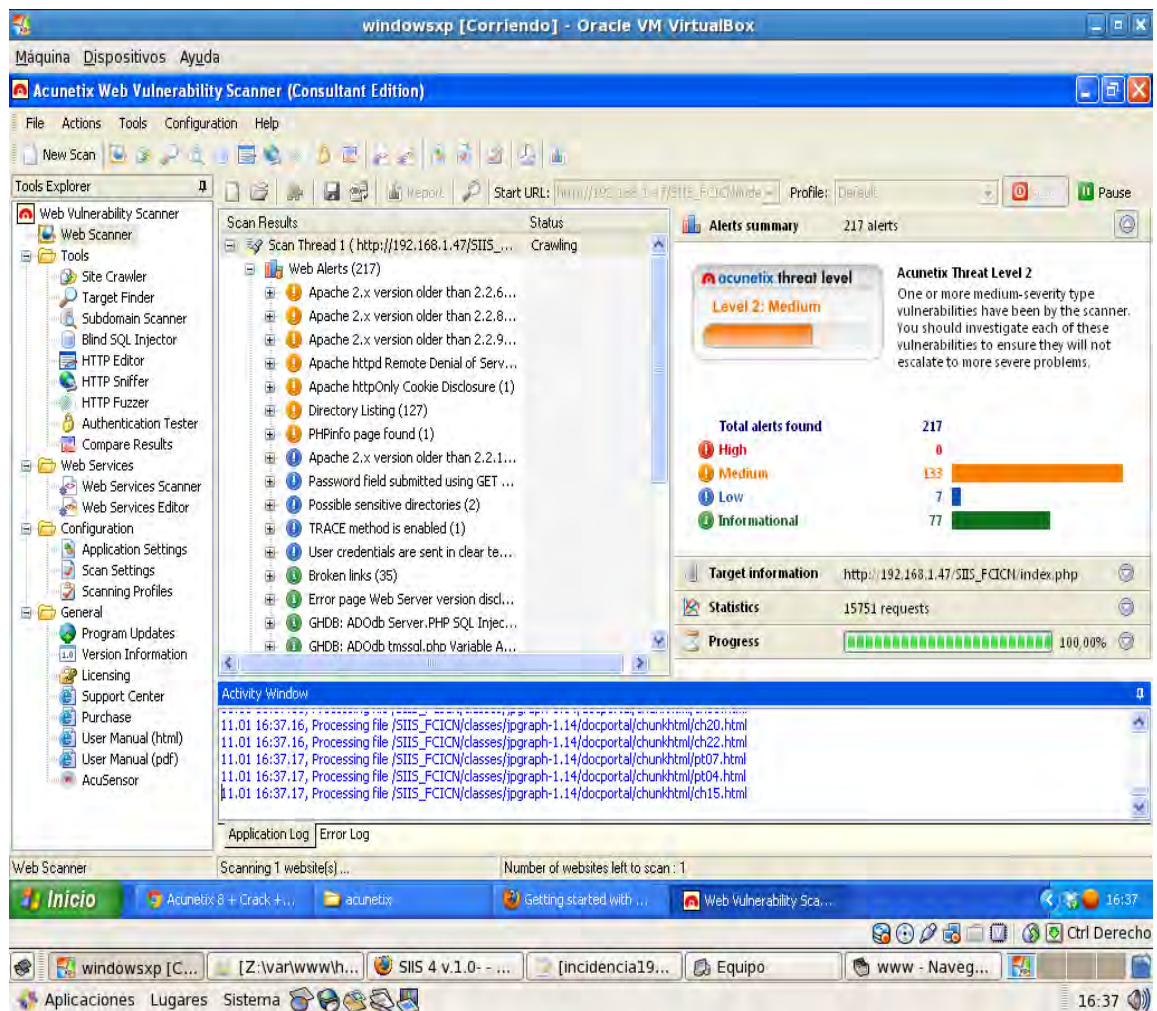 windowsxp [Corriendo] - Oracle VM VirtualBox
Máquina Dispositivos Ayuda
Acunetix Web Vulnerability Scanner (Consultant Edition)
File Actions Tools Configuration Help
New Scan
Tools Explorer
Web Vulnerability Scanner
Web Scanner
Tools
Site Crawler
Target Finder
Subdomain Scanner
Blind SQL Injector
HTTP Editor
HTTP Sniffer
HTTP Fuzzer
Authentication Tester
Compare Results
Web Services
Web Services Scanner
Web Services Editor
Configuration
Application Settings
Scan Settings
Scanning Profiles
General
Program Updates
Version Information
Licensing
Support Center
Purchase
User Manual (html)
User Manual (pdf)
AcuSensor
Report Start URL: Profile: Default Pause
Scan Results Status
Scan Thread 1 ( http://192.168.1.47/SIIS_... Crawling
Web Alerts (217)
Apache 2.x version older than 2.2.6...
Apache 2.x version older than 2.2.8...
Apache 2.x version older than 2.2.9...
Apache httpd Remote Denial of Serv...
Apache httpOnly Cookie Disclosure (1)
Directory Listing (127)
PHPinfo page found (1)
Apache 2.x version older than 2.2.1...
Password field submitted using GET ...
Possible sensitive directories (2)
TRACE method is enabled (1)
User credentials are sent in clear te...
Broken links (35)
Error page Web Server version discl...
GHDB: ADOdb Server.PHP SQL Injec...
GHDB: ADOdb tmssql.php Variable A...
Alerts summary 217 alerts
acunetix threat level
Level 2: Medium
Acunetix Threat Level 2
One or more medium-severity type
vulnerabilities have been by the scanner.
You should investigate each of these
vulnerabilities to ensure they will not
escalate to more severe problems.
Total alerts found 217
High 0
Medium 133
Low 7
Informational 77
Target information http://192.168.1.47/SIIS_FCICN/index.php
Statistics 15751 requests
Progress 100,00%
Activity Window
11.01 16:37.16, Processing file /SIIS_FCICN/classes/jpgraph-1.14/docportal/chunkhtml/ch20.html
11.01 16:37.16, Processing file /SIIS_FCICN/classes/jpgraph-1.14/docportal/chunkhtml/ch22.html
11.01 16:37.17, Processing file /SIIS_FCICN/classes/jpgraph-1.14/docportal/chunkhtml/pt07.html
11.01 16:37.17, Processing file /SIIS_FCICN/classes/jpgraph-1.14/docportal/chunkhtml/pt04.html
11.01 16:37.17, Processing file /SIIS_FCICN/classes/jpgraph-1.14/docportal/chunkhtml/ch15.html
Application Log Error Log
Web Scanner Scanning 1 website(s) ... Number of websites left to scan : 1
Inicio Acunetix 8 + Crack +... acunetix Getting started with ... Web Vulnerability Sca... 16:37
Ctrl Derecho
windowsxp [C... [Z:\var\www\h... SIIS 4 v.1.0- - ... [incidencia19... Equipo www - Naveg...
Aplicaciones Lugares Sistema 16:37